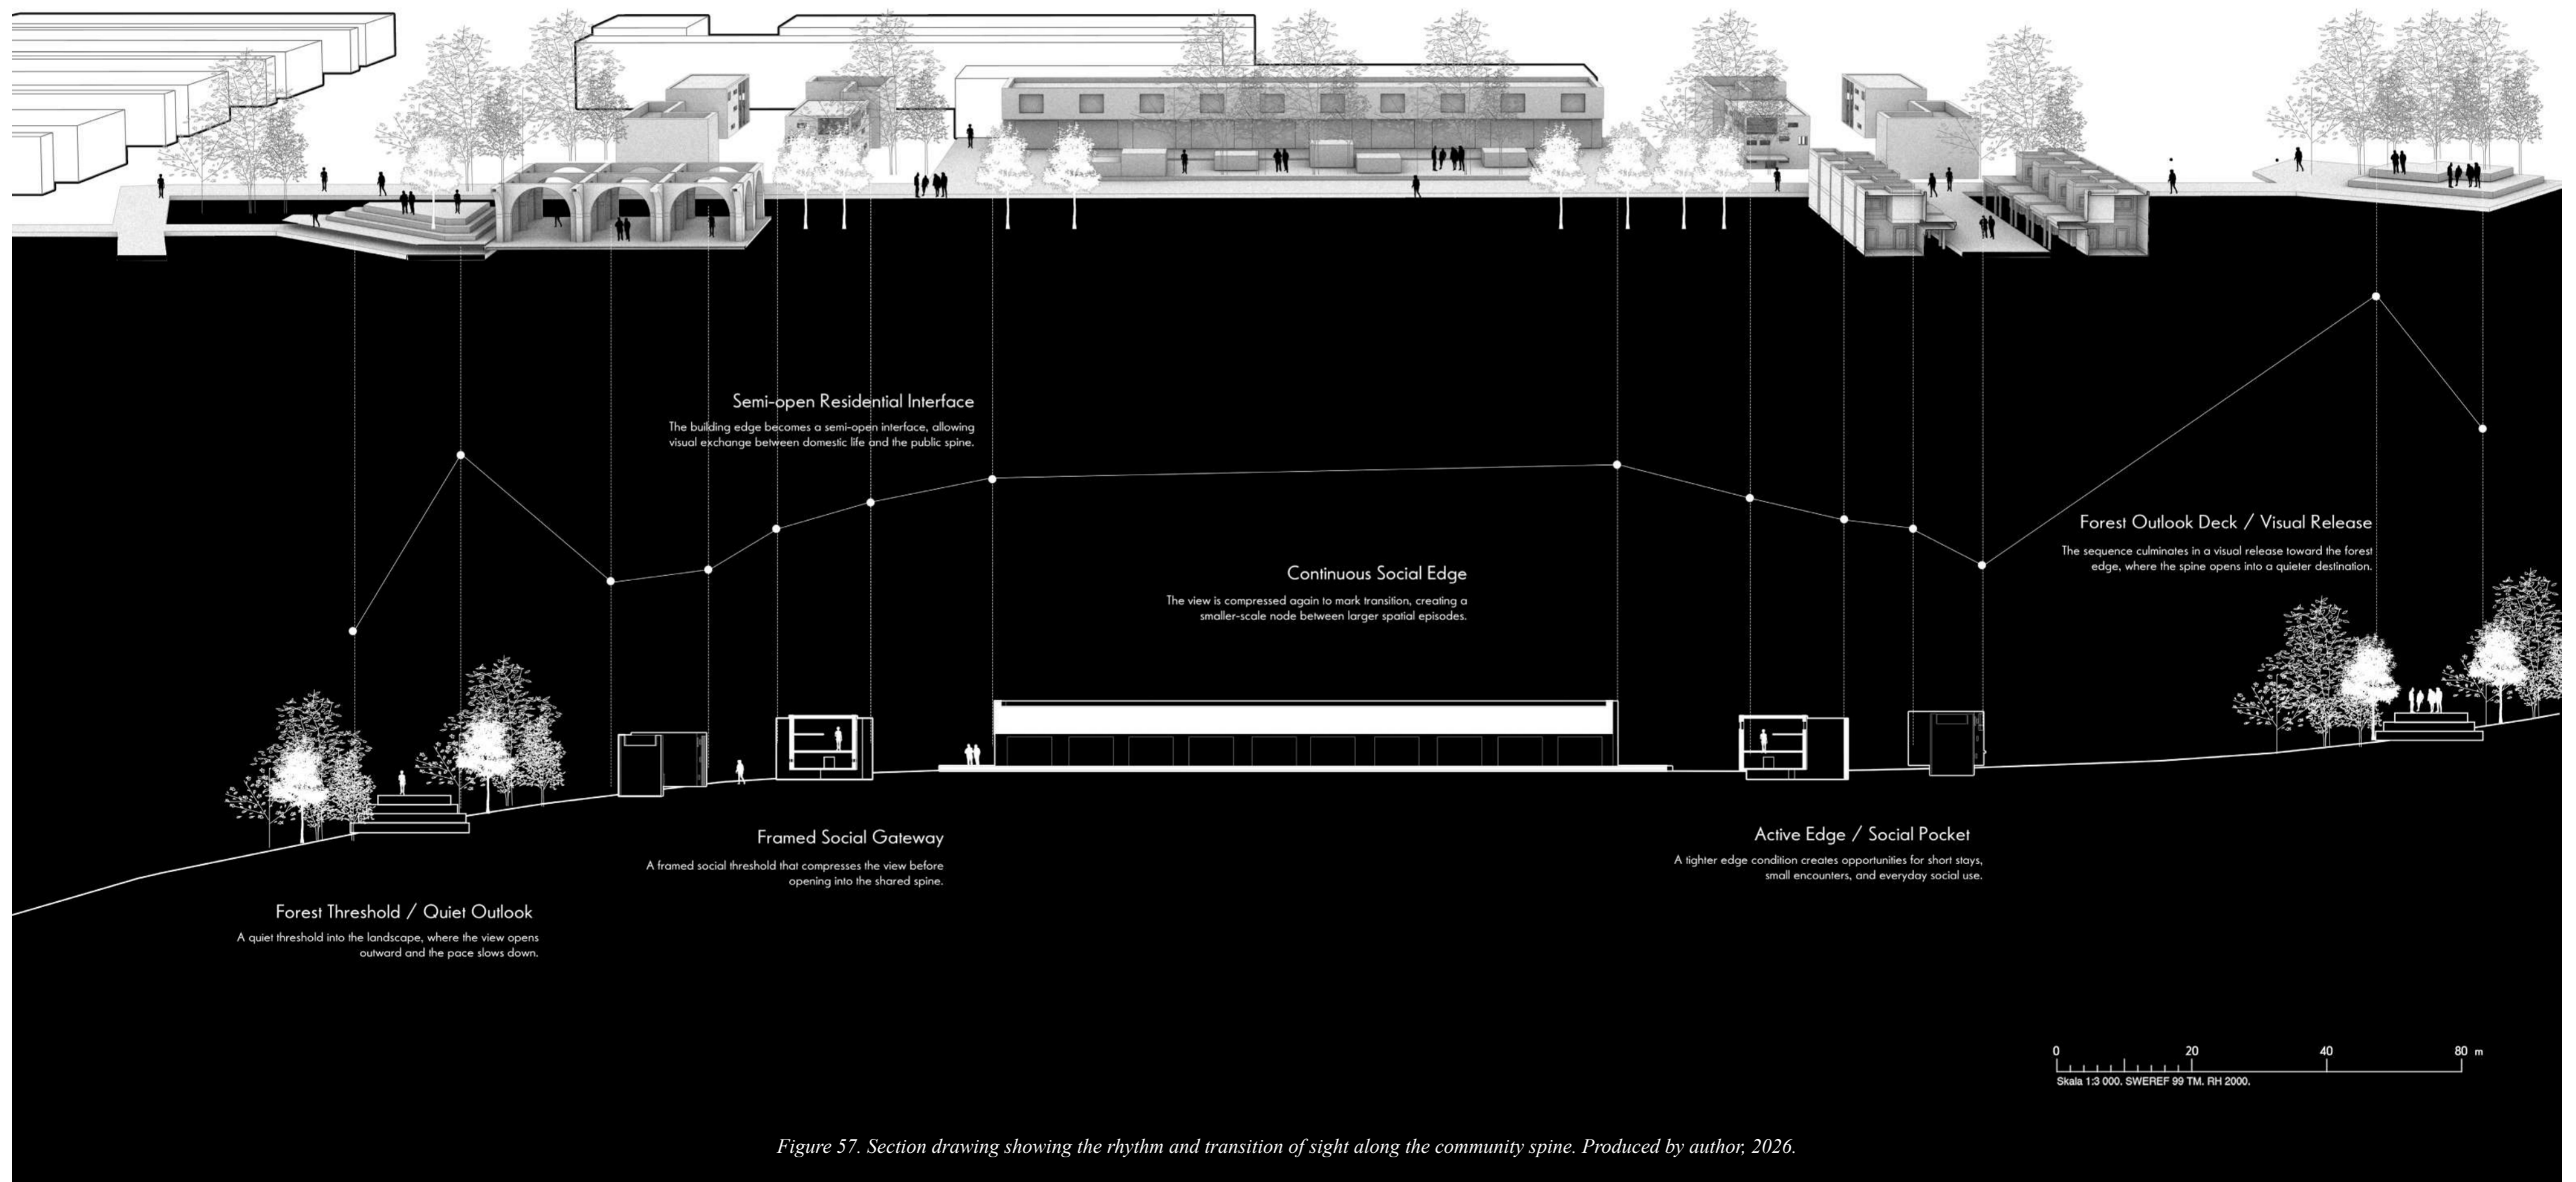 Semi-open Residential Interface
The building edge becomes a semi-open interface, allowing
visual exchange between domestic life and the public spine.
Forest Outlook Deck / Visual Release
The sequence culminates in a visual release toward the forest
edge, where the spine opens into a quieter destination.
Continuous Social Edge
The view is compressed again to mark transition, creating a
smaller-scale node between larger spatial episodes.
Framed Social Gateway
A framed social threshold that compresses the view before
opening into the shared spine.
Active Edge / Social Pocket
A tighter edge condition creates opportunities for short stays,
small encounters, and everyday social use.
Forest Threshold / Quiet Outlook
A quiet threshold into the landscape, where the view opens
outward and the pace slows down.
0 20 40 80 m
Skala 1:3 000. SWEREF 99 TM. RH 2000.
Figure 57. Section drawing showing the rhythm and transition of sight along the community spine. Produced by author, 2026.